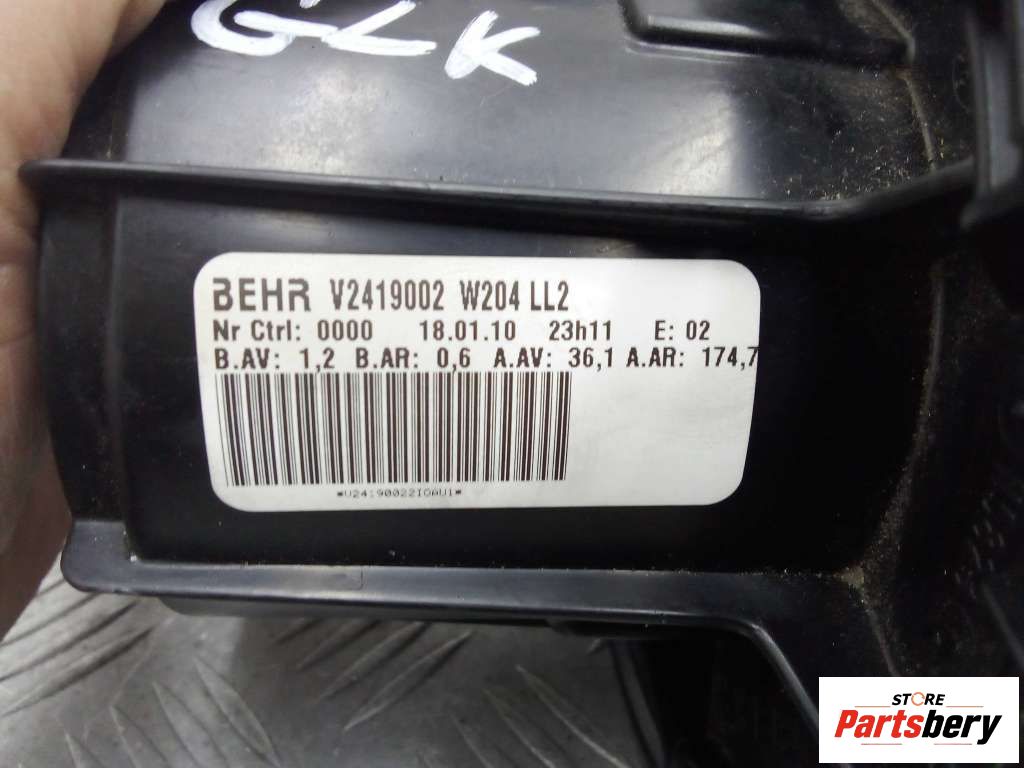 GLK
BEHR V2419002 W204 LL2
Nr Ctrl: 0000 18.01.10 23h11 E: 02
B.AV: 1,2 B.AR: 0,6 A.AV: 36,1 A.AR: 174,7
STORE
Partsbery